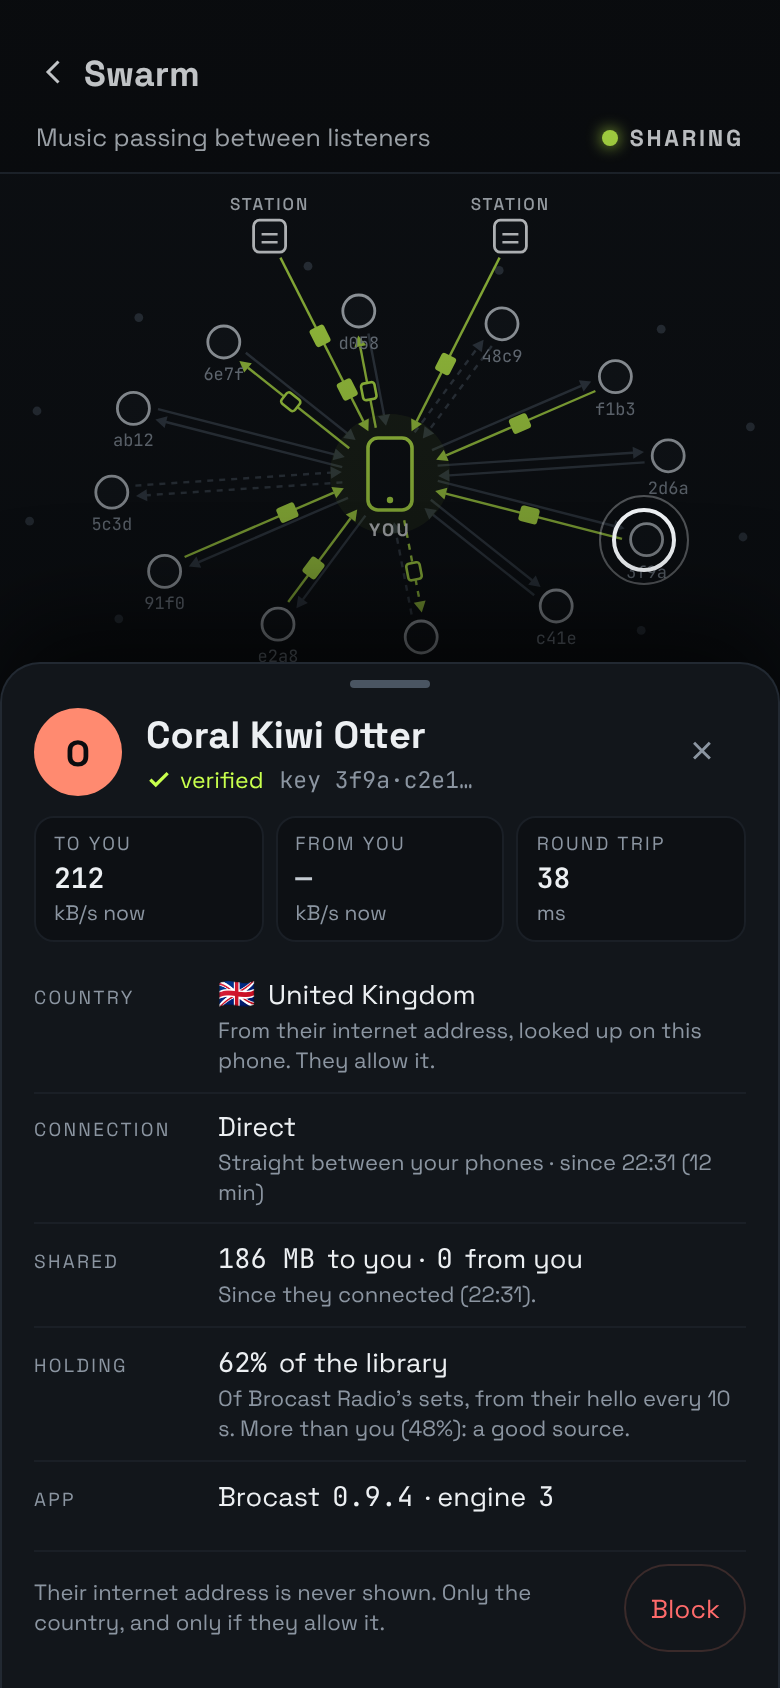 Swarm
Music passing between listeners
SHARING
STATION
STATION
d058
48c9
6e7f
f1b3
ab12
2d6a
5c3d
YOU
3f9a
91f0
c41e
e2a8
O
Coral Kiwi Otter
✓ verified key 3f9a·c2e1…
TO YOU
212
kB/s now
FROM YOU
—
kB/s now
ROUND TRIP
38
ms
COUNTRY
🇬🇧 United Kingdom
From their internet address, looked up on this
phone. They allow it.
CONNECTION
Direct
Straight between your phones · since 22:31 (12
min)
SHARED
186 MB to you · 0 from you
Since they connected (22:31).
HOLDING
62% of the library
Of Brocast Radio’s sets, from their hello every 10
s. More than you (48%): a good source.
APP
Brocast 0.9.4 · engine 3
Their internet address is never shown. Only the
country, and only if they allow it.
Block